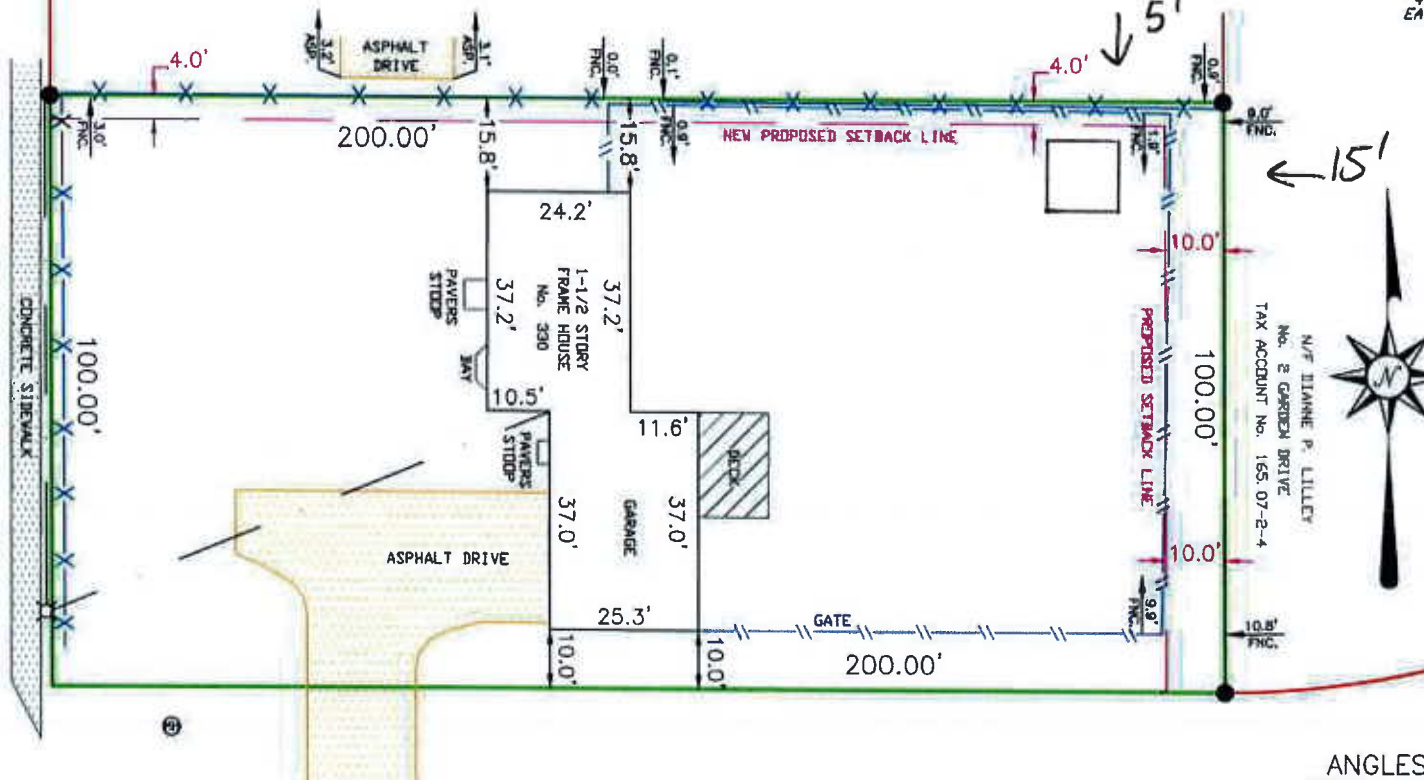 5'
EA
3.2'
ASP.
ASPHALT
DRIVE
3.1'
ASP.
0.0'
FNC.
0.1'
FNC.
4.0'
4.0'
0.9'
FNC.
3.0'
FNC.
200.00'
15.8'
15.8'
0.9'
FNC.
NEW PROPOSED SETBACK LINE
1.8'
FNC.
9.0'
FNC.
15'
24.2'
10.0'
1-1/2 STORY
FRAME HOUSE
No. 330
37.2'
37.2'
PAVERS
STOOP
BAY
10.5'
11.6'
PAVERS
STOOP
DECK
GARAGE
37.0'
37.0'
25.3'
ASPHALT DRIVE
100.00'
CONCRETE SIDEWALK
PROPOSED SETBACK LINE
100.00'
N/F DIANNE P. LILLEY
No. 2 GARDEN DRIVE
TAX ACCOUNT No. 165.07-2-4
N
10.0'
9.9'
FNC.
10.8'
FNC.
GATE
200.00'
10.0'
10.0'
ANGLES